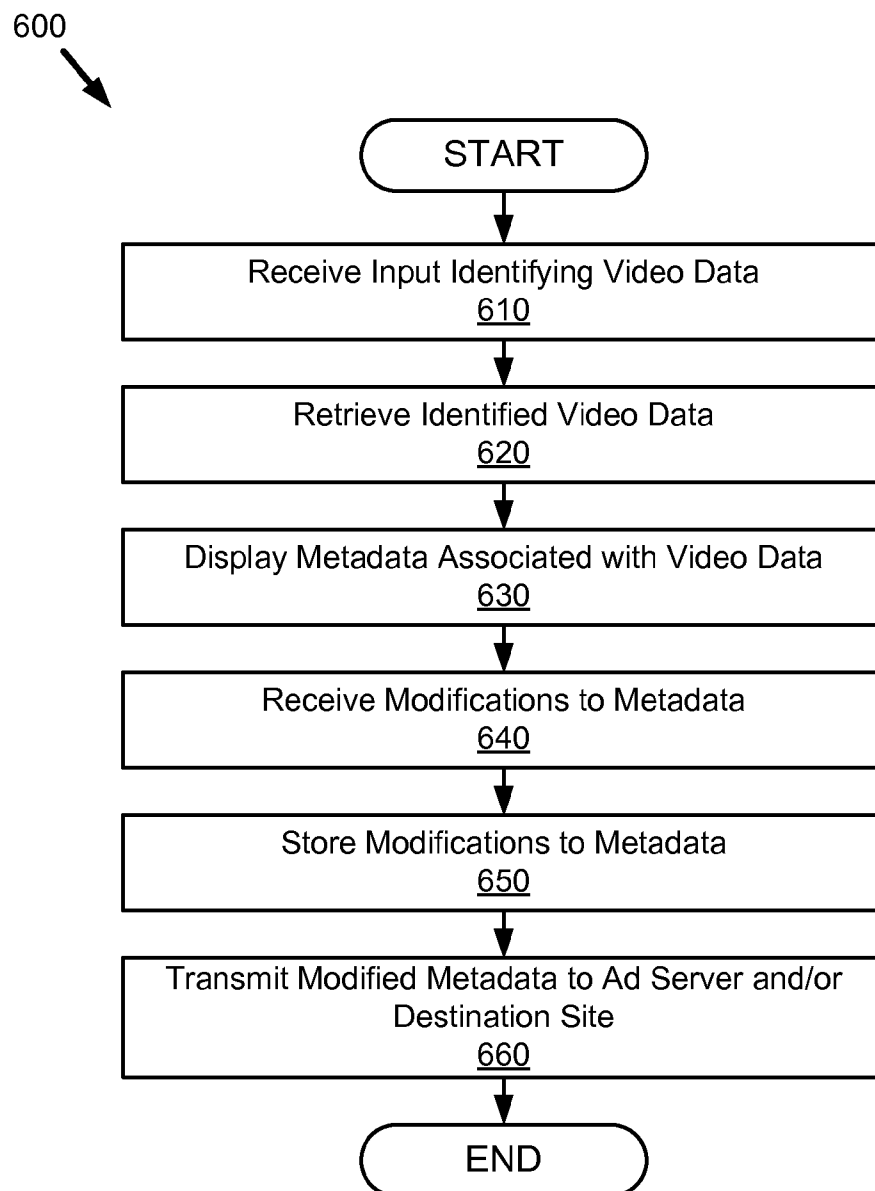 600
START
Receive Input Identifying Video Data
610
Retrieve Identified Video Data
620
Display Metadata Associated with Video Data
630
Receive Modifications to Metadata
640
Store Modifications to Metadata
650
Transmit Modified Metadata to Ad Server and/or
Destination Site
660
END